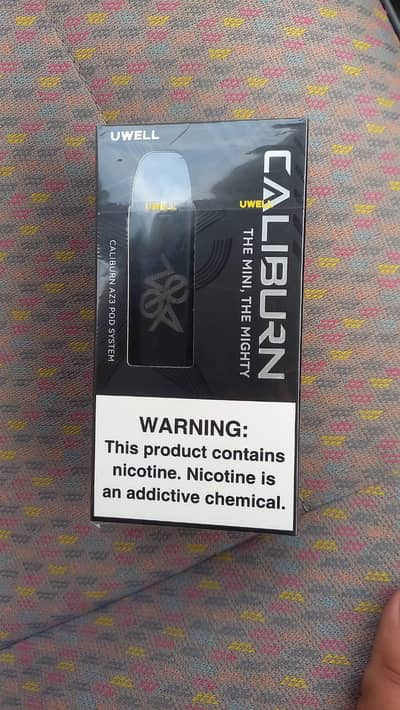 UWELL
UWELL
UWELL
CALIBURN
THE MINI, THE MIGHTY
CALIBURN AZ3 POD SYSTEM
WARNING:
This product contains
nicotine. Nicotine is
an addictive chemical.